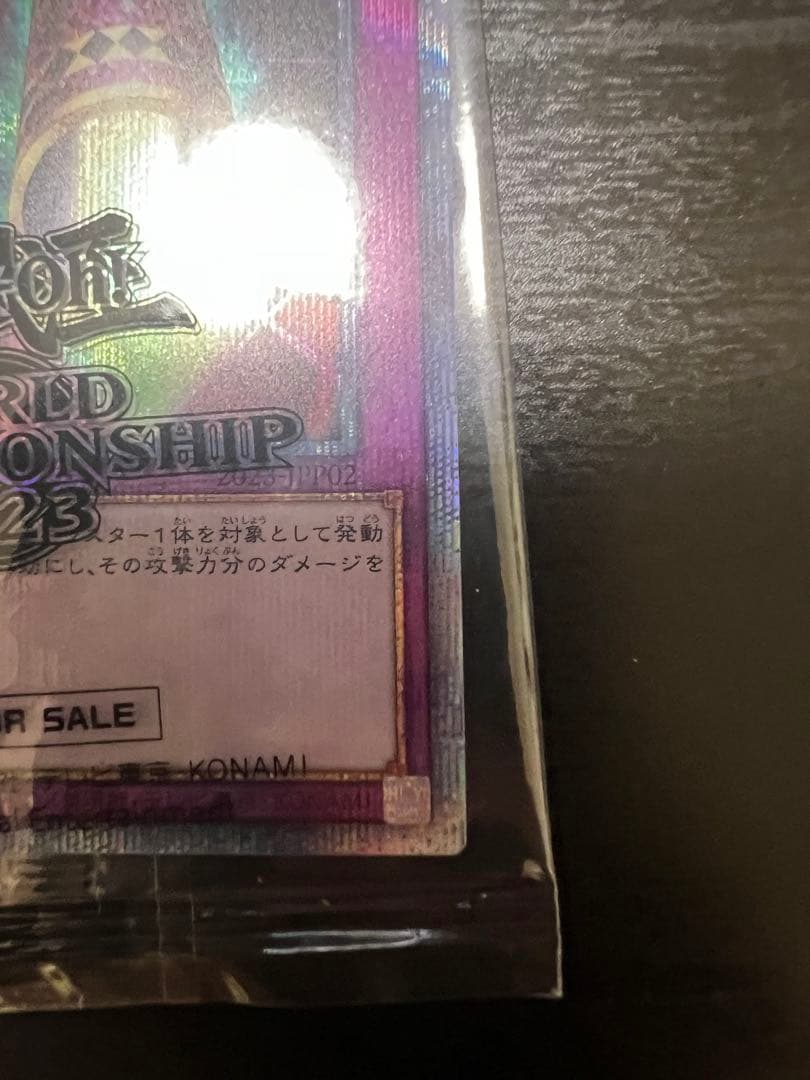 -OH!
RLD
ONSHIP
2023-JPP02
23
スター1体を対象として発動
にし、その攻撃力分のダメージを
R SALE
KONAMI